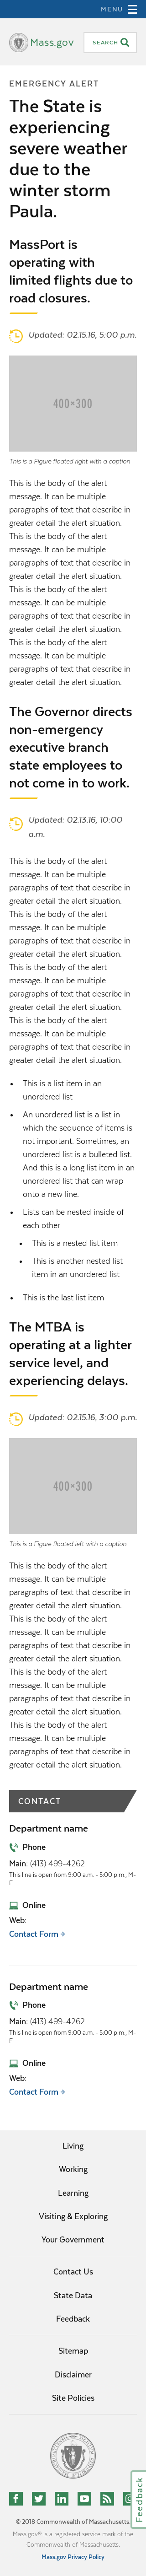 MENU
Mass.gov
SEARCH
EMERGENCY ALERT
The State is
experiencing
severe weather
due to the
winter storm
Paula.
MassPort is
operating with
limited flights due to
road closures.
Updated: 02.15.16, 5:00 p.m.
400×300
This is a Figure floated right with a caption
This is the body of the alert
message. It can be multiple
paragraphs of text that describe in
greater detail the alert situation.
This is the body of the alert
message. It can be multiple
paragraphs of text that describe in
greater detail the alert situation.
This is the body of the alert
message. It can be multiple
paragraphs of text that describe in
greater detail the alert situation.
This is the body of the alert
message. It can be multiple
paragraphs of text that describe in
greater detail the alert situation.
The Governor directs
non-emergency
executive branch
state employees to
not come in to work.
Updated: 02.13.16, 10:00
a.m.
This is the body of the alert
message. It can be multiple
paragraphs of text that describe in
greater detail the alert situation.
This is the body of the alert
message. It can be multiple
paragraphs of text that describe in
greater detail the alert situation.
This is the body of the alert
message. It can be multiple
paragraphs of text that describe in
greater detail the alert situation.
This is the body of the alert
message. It can be multiple
paragraphs of text that describe in
greater detail the alert situation.
• This is a list item in an
unordered list
• An unordered list is a list in
which the sequence of items is
not important. Sometimes, an
unordered list is a bulleted list.
And this is a long list item in an
unordered list that can wrap
onto a new line.
• Lists can be nested inside of
each other
• This is a nested list item
• This is another nested list
item in an unordered list
• This is the last list item
The MTBA is
operating at a lighter
service level, and
experiencing delays.
Updated: 02.15.16, 3:00 p.m.
400×300
This is a Figure floated left with a caption
This is the body of the alert
message. It can be multiple
paragraphs of text that describe in
greater detail the alert situation.
This is the body of the alert
message. It can be multiple
paragraphs of text that describe in
greater detail the alert situation.
This is the body of the alert
message. It can be multiple
paragraphs of text that describe in
greater detail the alert situation.
This is the body of the alert
message. It can be multiple
paragraphs of text that describe in
greater detail the alert situation.
CONTACT
Department name
Phone
Main: (413) 499-4262
This line is open from 9:00 a.m. - 5:00 p.m., M-
F
Online
Web:
Contact Form
Department name
Phone
Main: (413) 499-4262
This line is open from 9:00 a.m. - 5:00 p.m., M-
F
Online
Web:
Contact Form
Living
Working
Learning
Visiting & Exploring
Your Government
Contact Us
State Data
Feedback
Sitemap
Disclaimer
Site Policies
Feedback
© 2018 Commonwealth of Massachusetts.
Mass.gov® is a registered service mark of the
Commonwealth of Massachusetts.
Mass.gov Privacy Policy